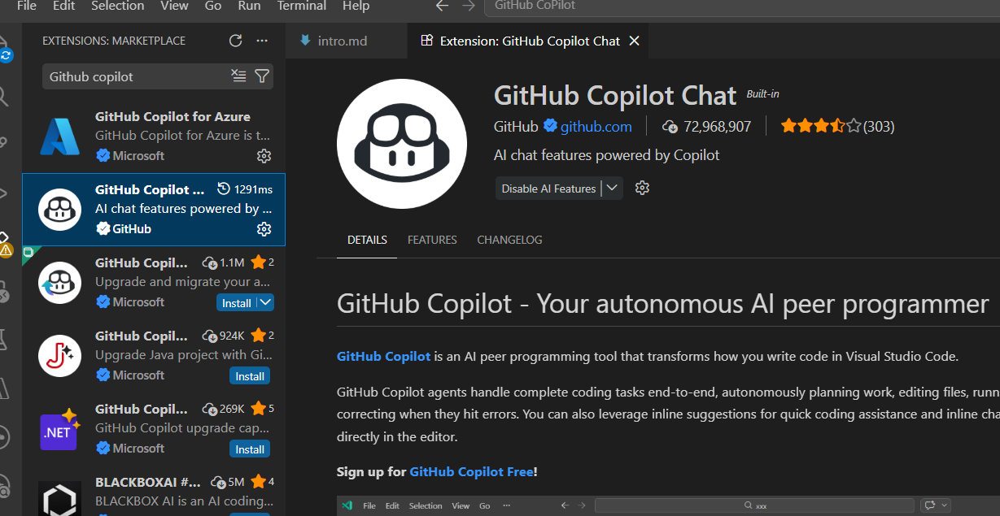 File Edit Selection View Go Run Terminal Help
GitHub CoPilot
EXTENSIONS: MARKETPLACE
Github copilot
GitHub Copilot for Azure
GitHub Copilot for Azure is t...
Microsoft
GitHub Copilot ... 1291ms
AI chat features powered by ...
GitHub
GitHub Copil... 1.1M 2
Upgrade and migrate your a...
Microsoft Install
GitHub Copil... 924K 2
Upgrade Java project with Gi...
Microsoft Install
.NET
GitHub Copil... 269K 5
GitHub Copilot upgrade cap...
Microsoft Install
BLACKBOXAI #... 5M 4
BLACKBOX AI is an AI coding...
intro.md
Extension: GitHub Copilot Chat
GitHub Copilot Chat Built-in
GitHub github.com 72,968,907 (303)
AI chat features powered by Copilot
Disable AI Features
DETAILS FEATURES CHANGELOG
GitHub Copilot - Your autonomous AI peer programmer
GitHub Copilot is an AI peer programming tool that transforms how you write code in Visual Studio Code.
GitHub Copilot agents handle complete coding tasks end-to-end, autonomously planning work, editing files, runn
correcting when they hit errors. You can also leverage inline suggestions for quick coding assistance and inline cha
directly in the editor.
Sign up for GitHub Copilot Free!
File Edit Selection View Go ... xxx